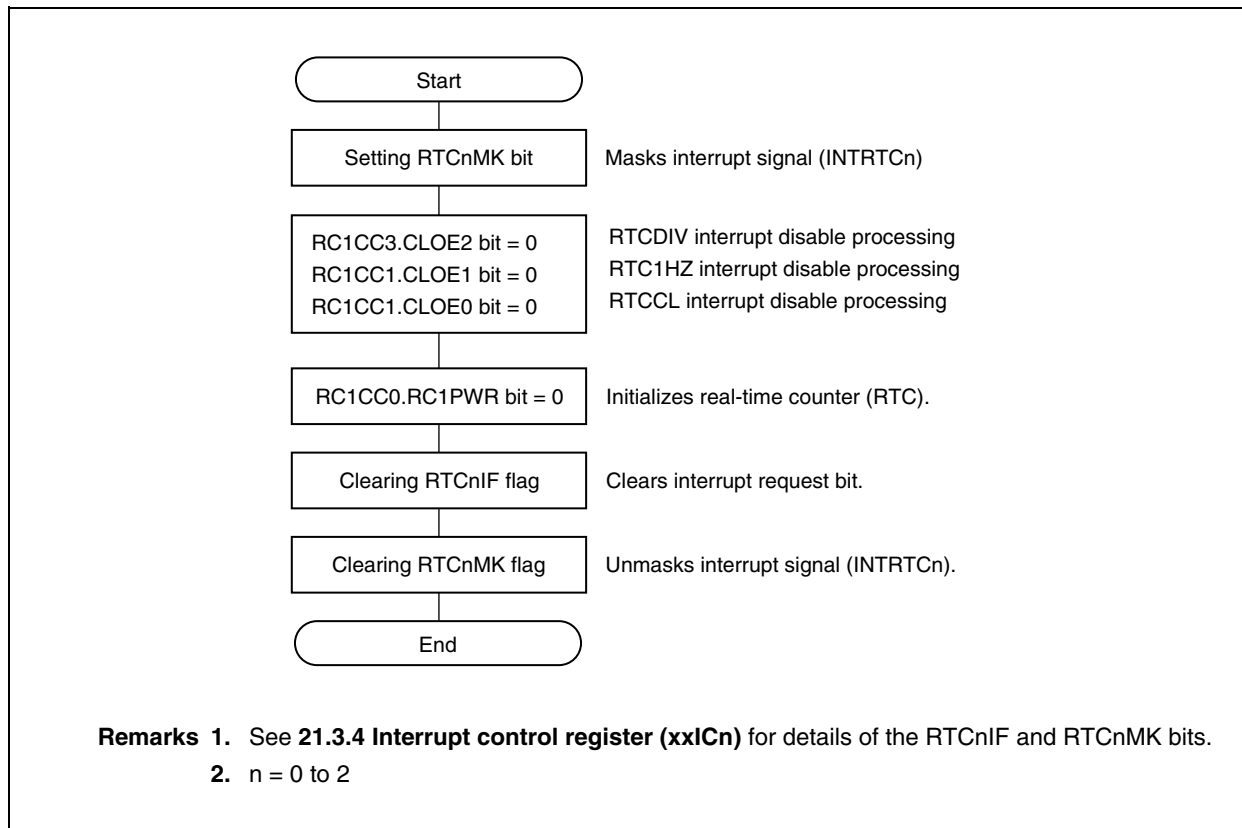 Start
Setting RTCnMK bit
Masks interrupt signal (INTRTCn)
RC1CC3.CLOE2 bit = 0
RTCDIV interrupt disable processing
RC1CC1.CLOE1 bit = 0
RTC1HZ interrupt disable processing
RC1CC1.CLOE0 bit = 0
RTCCL interrupt disable processing
RC1CC0.RC1PWR bit = 0
Initializes real-time counter (RTC).
Clearing RTCnIF flag
Clears interrupt request bit.
Clearing RTCnMK flag
Unmasks interrupt signal (INTRTCn).
End
Remarks 1. See 21.3.4 Interrupt control register (xxICn) for details of the RTCnIF and RTCnMK bits.
2. n = 0 to 2